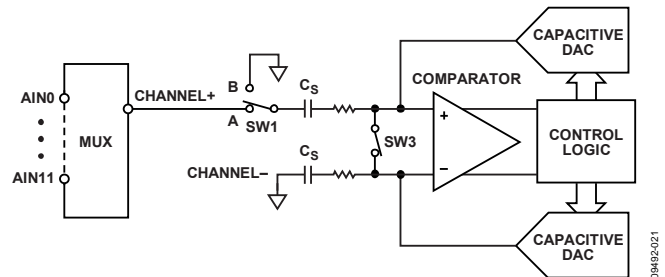 CAPACITIVE
DAC
COMPARATOR
B
CS
AIN0
CHANNEL+
A
SW1
+
MUX
SW3
CONTROL
LOGIC
CS
AIN11
CHANNEL–
–
CAPACITIVE
DAC
09492-021